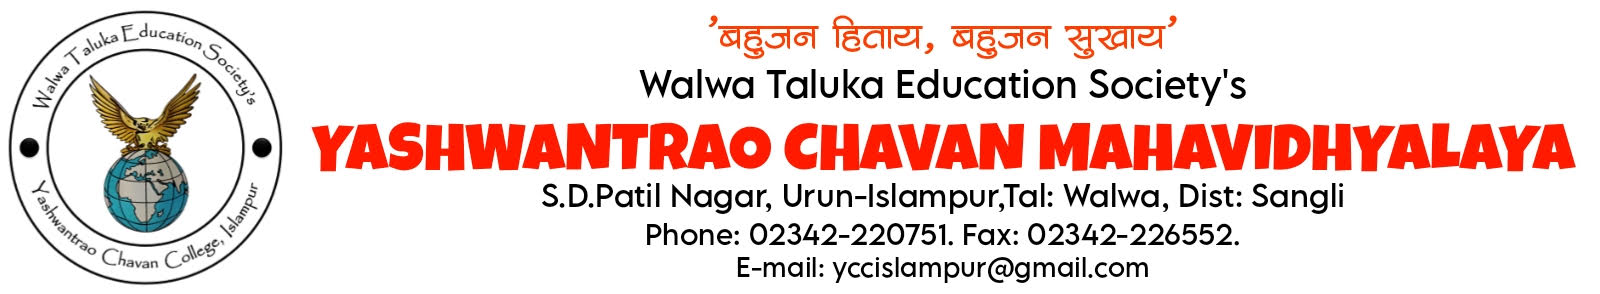 Walwa Taluka Education Society's
Yashwantrao Chavan College, Islampur
'बहुजन हिताय, बहुजन सुखाय'
Walwa Taluka Education Society's
YASHWANTRAO CHAVAN MAHAVIDHYALAYA
S.D.Patil Nagar, Urun-Islampur,Tal: Walwa, Dist: Sangli
Phone: 02342-220751. Fax: 02342-226552.
E-mail: yccislampur@gmail.com